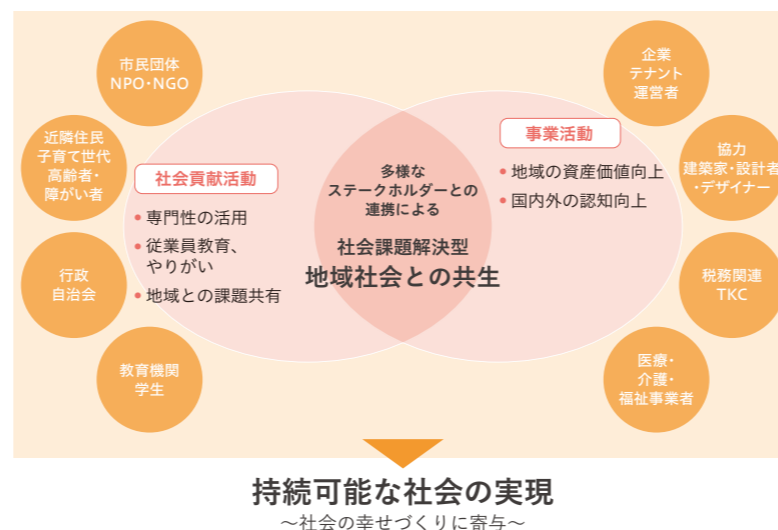 市民団体
NPO・NGO
近隣住民
子育て世代
高齢者・
障がい者
行政
自治会
教育機関
学生
社会貢献活動
• 専門性の活用
• 従業員教育、
やりがい
• 地域との課題共有
多様な
ステークホルダーとの
連携による
社会課題解決型
地域社会との共生
事業活動
• 地域の資産価値向上
• 国内外の認知向上
企業
テナント
運営者
協力
建築家・設計者
・デザイナー
税務関連
TKC
医療・
介護・
福祉事業者
持続可能な社会の実現
～社会の幸せづくりに寄与～